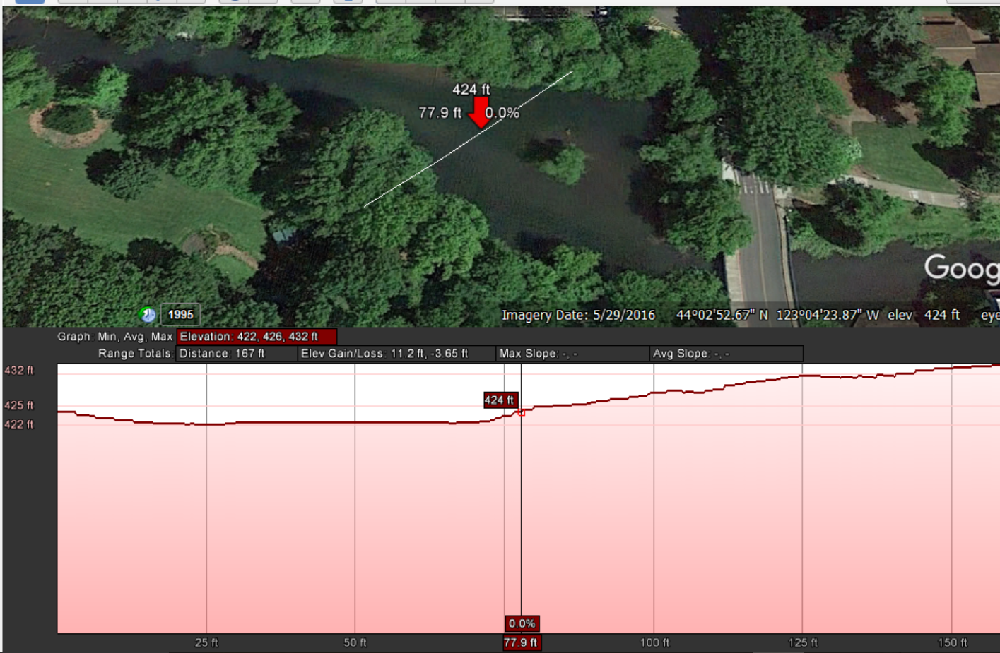 424 ft
77.9 ft 0.0%
1995
Imagery Date: 5/29/2016 44°02'52.67" N 123°04'23.87" W elev 424 ft eye
Goog
Graph: Min, Avg, Max Elevation: 422, 426, 432 ft
Range Totals: Distance: 167 ft Elev Gain/Loss: 11.2 ft, -3.65 ft Max Slope: -, - Avg Slope: -, -
432 ft
424 ft
425 ft
422 ft
0.0%
25 ft 50 ft 77.9 ft 100 ft 125 ft 150 ft